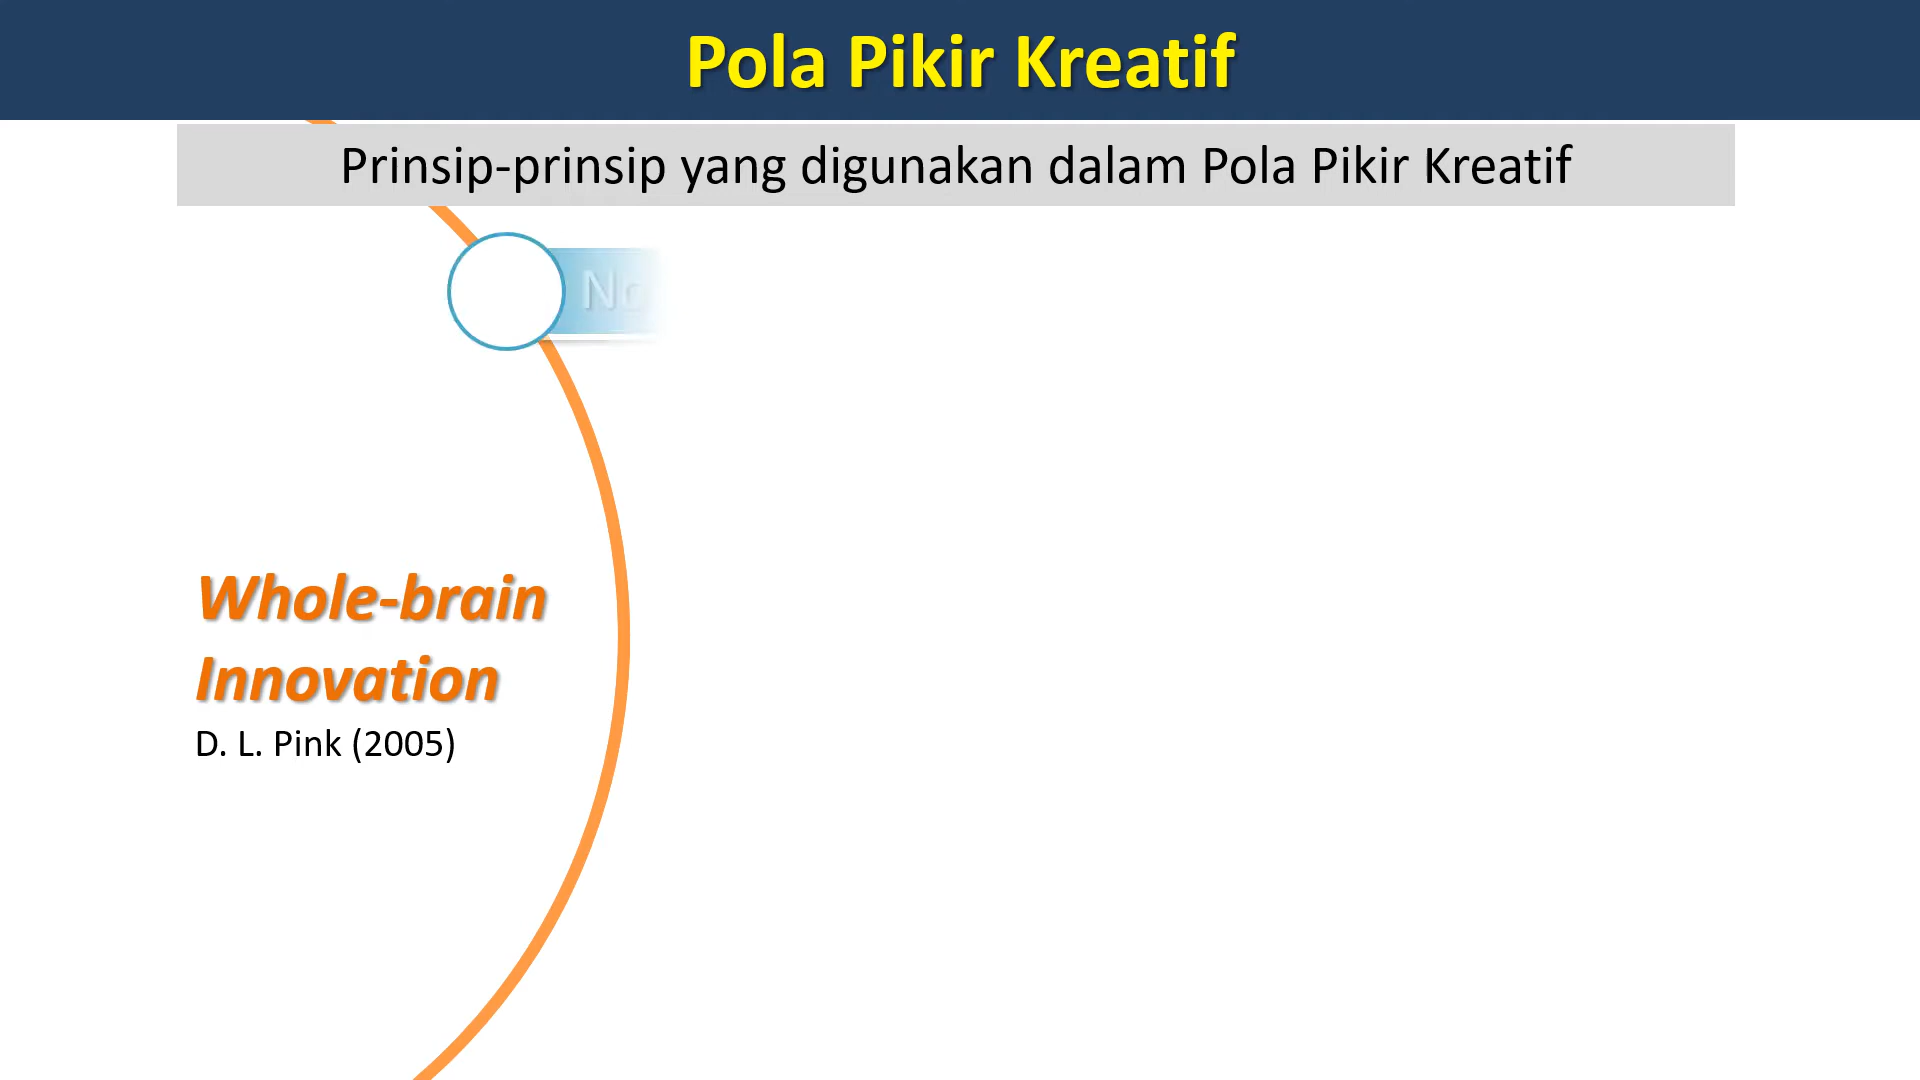 Pola Pikir Kreatif
Prinsip-prinsip yang digunakan dalam Pola Pikir Kreatif
Whole-brain
Innovation
D. L. Pink (2005)